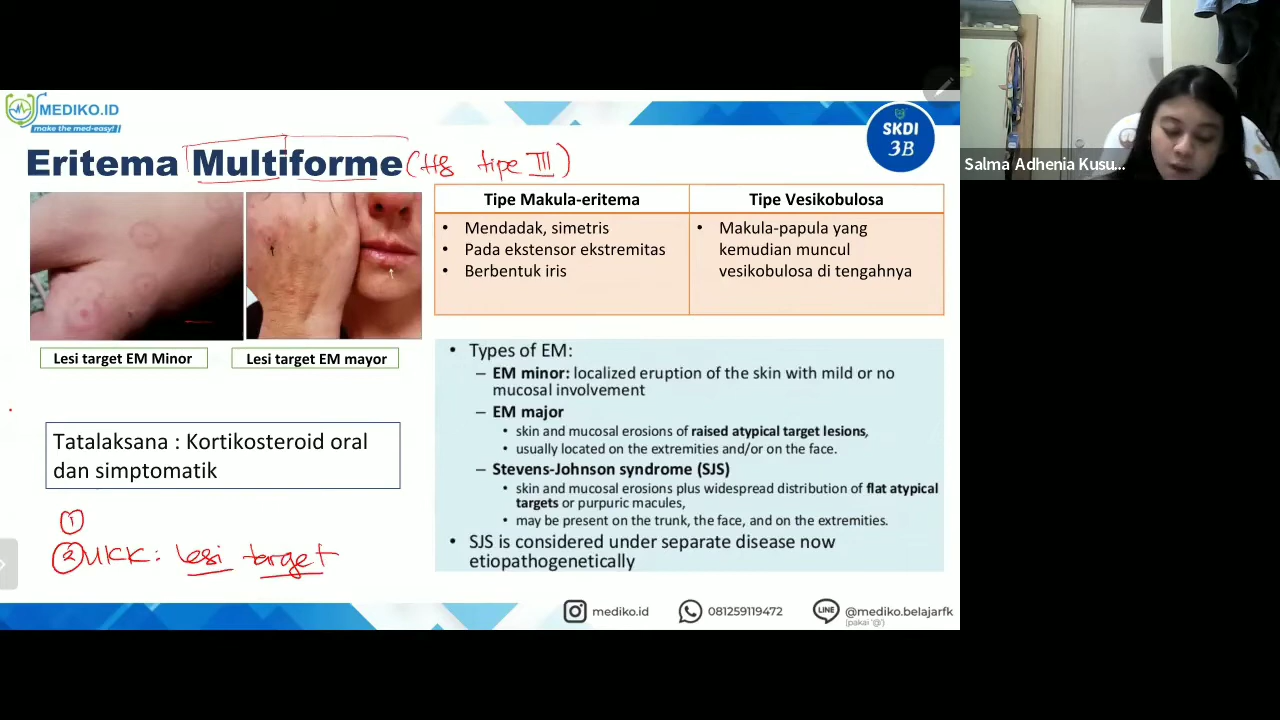 MEDIKO.ID
make the med-easy!
SKDI
3B
Salma Adhenia Kusu...
Eritema Multiforme (HS tipe III)
Lesi target EM Minor
Lesi target EM mayor
Tipe Makula-eritema
• Mendadak, simetris
• Pada ekstensor ekstremitas
• Berbentuk iris
Tipe Vesikobulosa
• Makula-papula yang
kemudian muncul
vesikobulosa di tengahnya
Tatalaksana : Kortikosteroid oral
dan simptomatik
①
② UKK : lesi target
• Types of EM:
– EM minor: localized eruption of the skin with mild or no
mucosal involvement
– EM major
• skin and mucosal erosions of raised atypical target lesions,
• usually located on the extremities and/or on the face.
– Stevens-Johnson syndrome (SJS)
• skin and mucosal erosions plus widespread distribution of flat atypical
targets or purpuric macules,
• may be present on the trunk, the face, and on the extremities.
• SJS is considered under separate disease now
etiopathogenetically
mediko.id
081259119472
LINE
@mediko.belajarfk
(pakai '@')